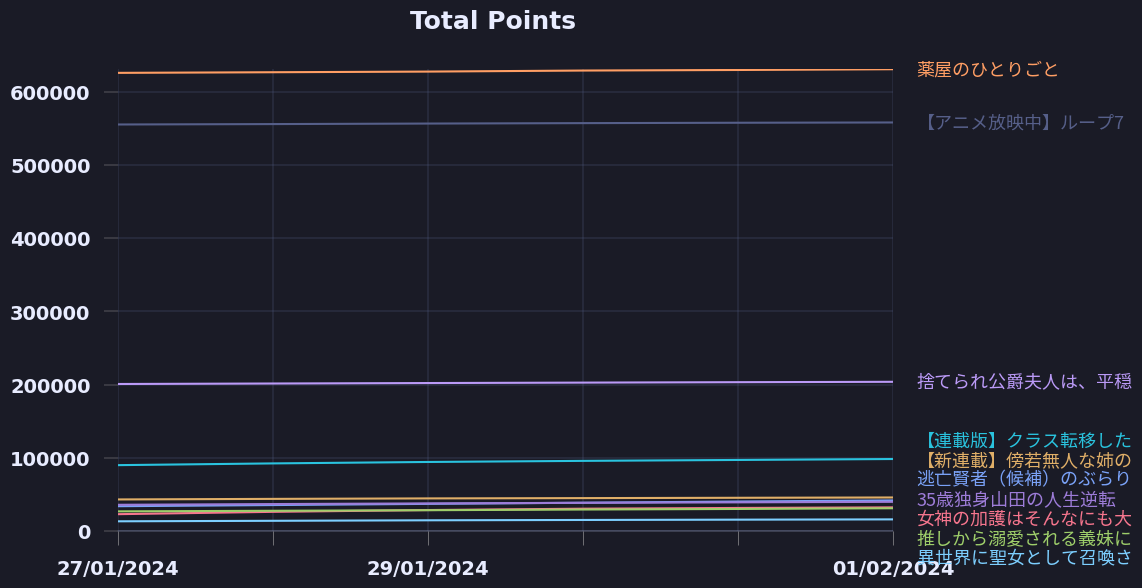 Total Points
600000
500000
400000
300000
200000
100000
0
27/01/2024
29/01/2024
01/02/2024
薬屋のひとりごと
【アニメ放映中】ループ7
捨てられ公爵夫人は、平穏
【連載版】クラス転移した
【新連載】傍若無人な姉の
逃亡賢者（候補）のぶらり
35歳独身山田の人生逆転
女神の加護はそんなにも大
推しから溺愛される義妹に
異世界に聖女として召喚さ